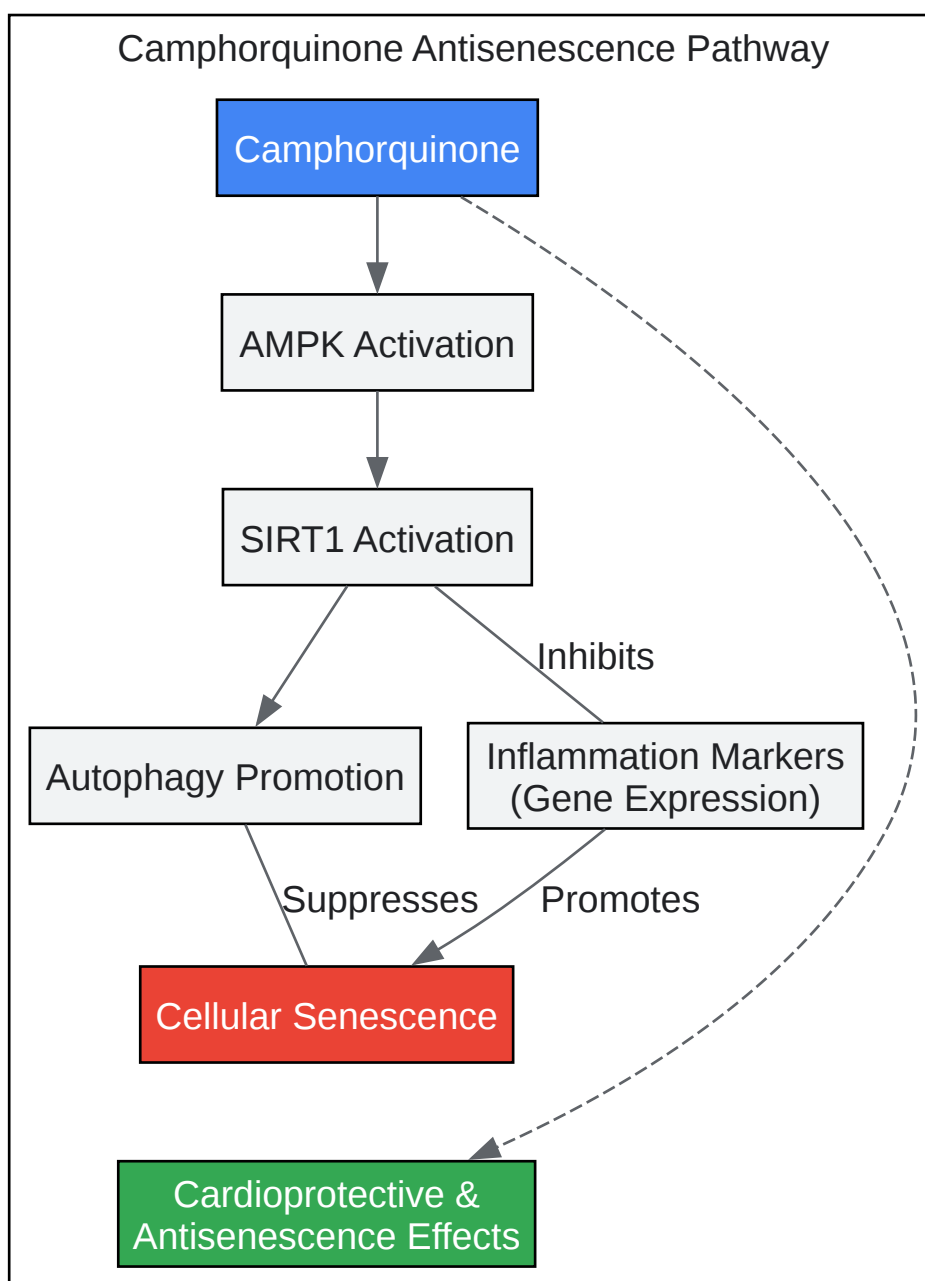 Camphorquinone Antisenescence Pathway
Camphorquinone
AMPK Activation
SIRT1 Activation
Inhibits
Autophagy Promotion
Inflammation Markers
(Gene Expression)
Suppresses
Promotes
Cellular Senescence
Cardioprotective &
Antisenescence Effects